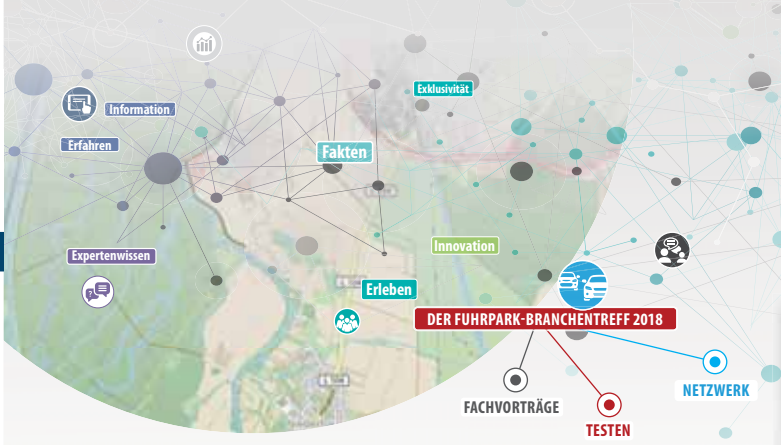 Exklusivität
Information
Erfahren
Fakten
Innovation
Expertenwissen
Erleben
DER FUHRPARK-BRANCHENTREFF 2018
NETZWERK
FACHVORTRÄGE
TESTEN